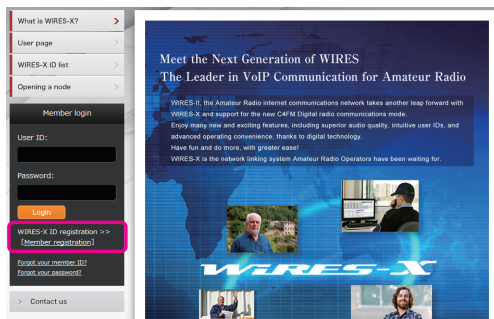 What is WIRES-X?
User page
WIRES-X ID list
Opening a node
Member login
User ID:
Password:
Login
WIRES-X ID registration >>
[Member registration]
Forgot your member ID?
Forgot your password?
> Contact us
Meet the Next Generation of WIRES
The Leader in VoIP Communication for Amateur Radio
WIRES-II, the Amateur Radio internet communications network takes another leap forward with
WIRES-X and support for the new C4FM Digital radio communications mode.
Enjoy many new and exciting features, including superior audio quality, intuitive user IDs, and
advanced operating convenience, thanks to digital technology.
Have fun and do more, with greater ease!
WIRES-X is the network linking system Amateur Radio Operators have been waiting for.
WIRES-X